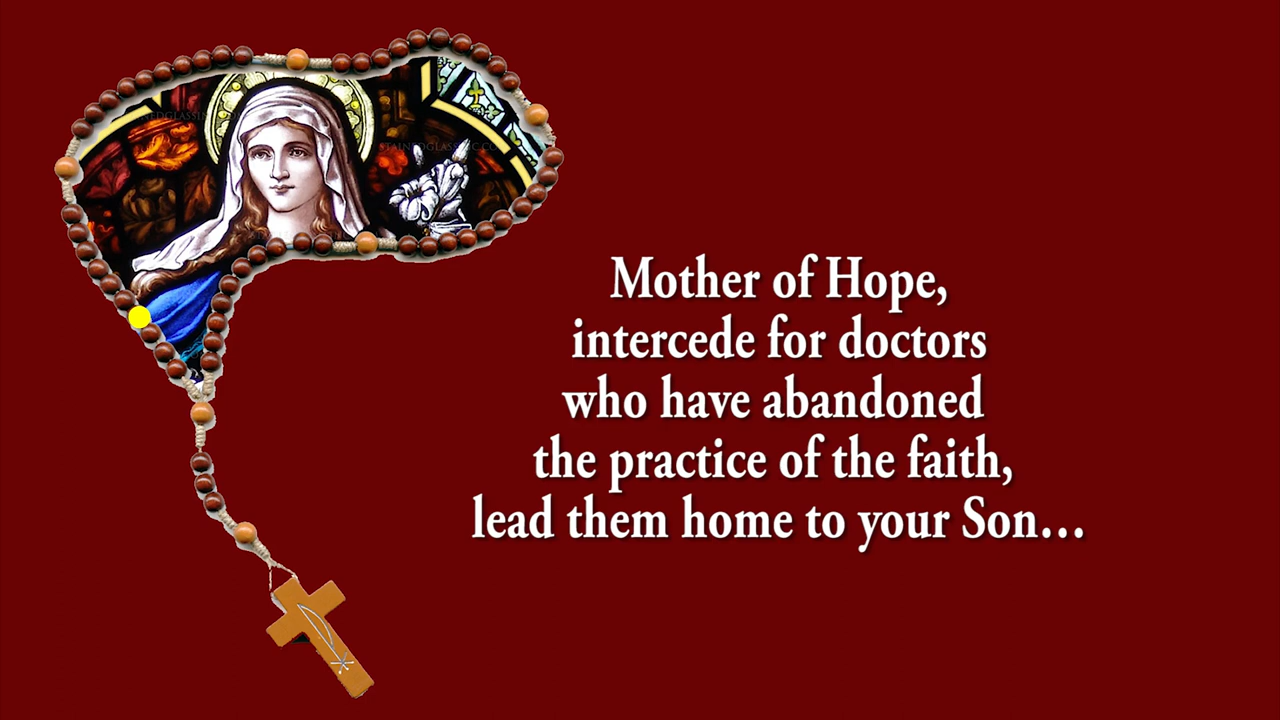 Mother of Hope,
intercede for doctors
who have abandoned
the practice of the faith,
lead them home to your Son…